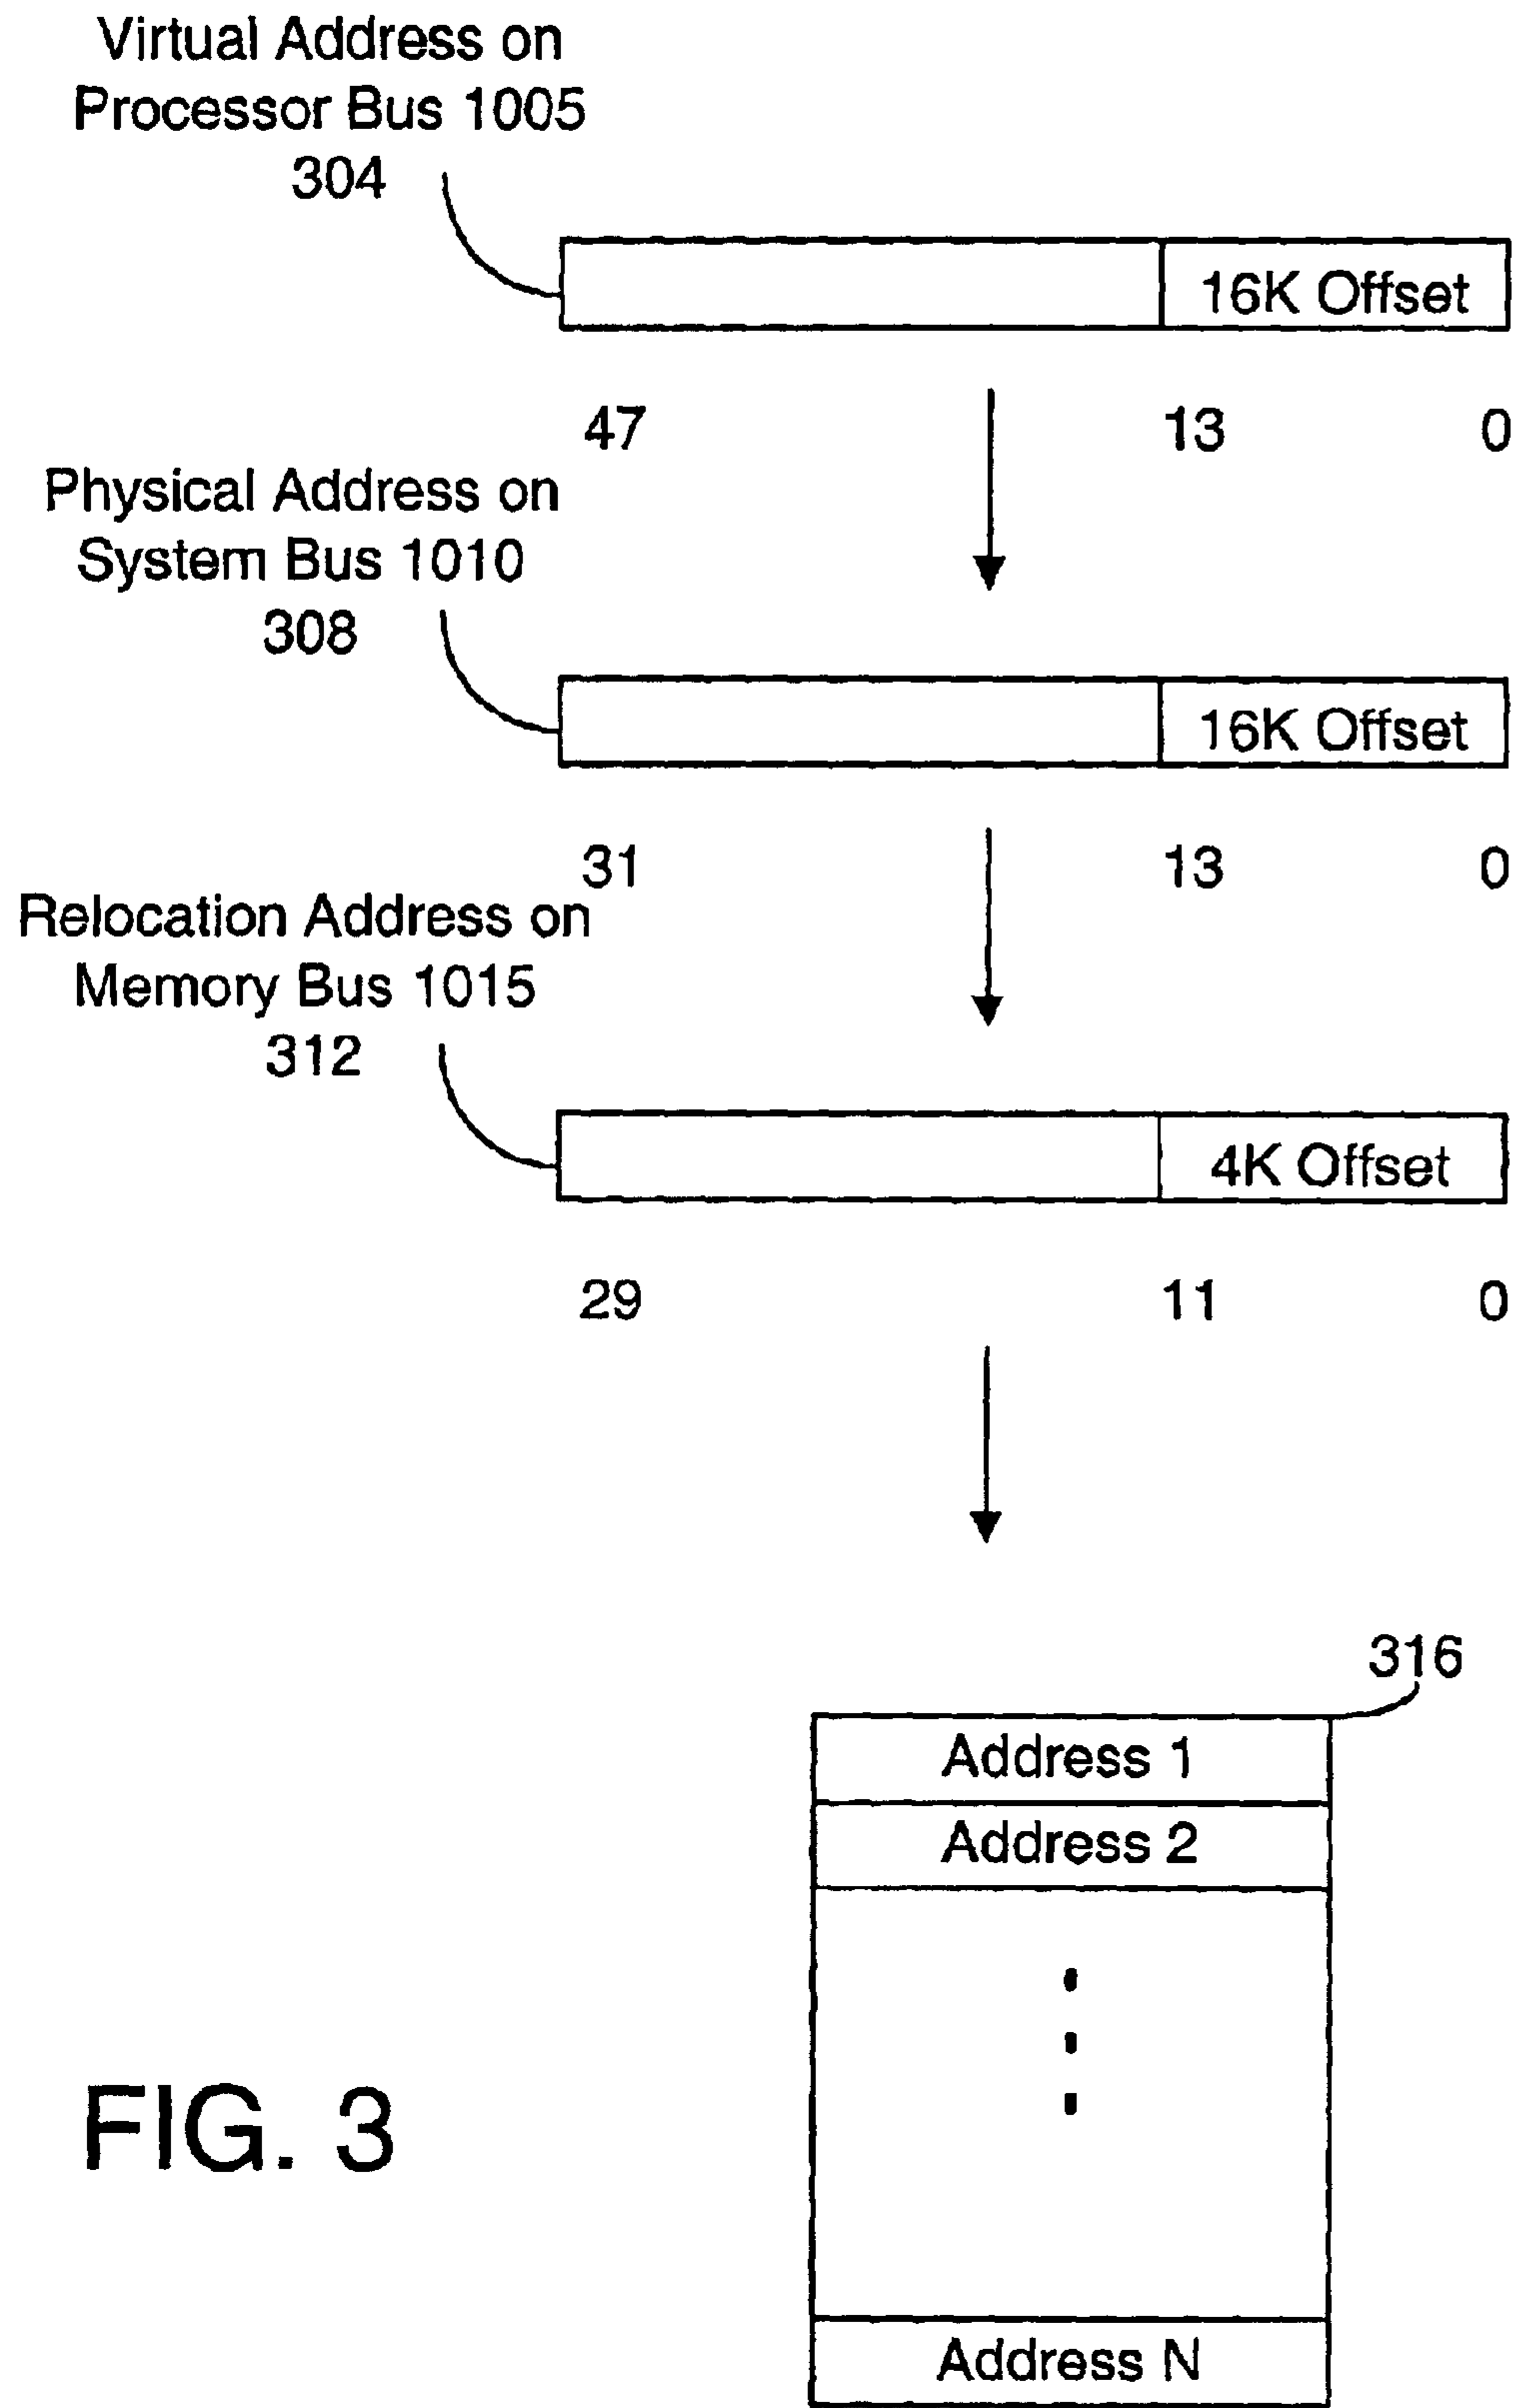 Virtual Address on
Processor Bus 1005
304
16K Offset
47 13 0
Physical Address on
System Bus 1010
308
16K Offset
31 13 0
Relocation Address on
Memory Bus 1015
312
4K Offset
29 11 0
316
Address 1
Address 2
Address N
FIG. 3